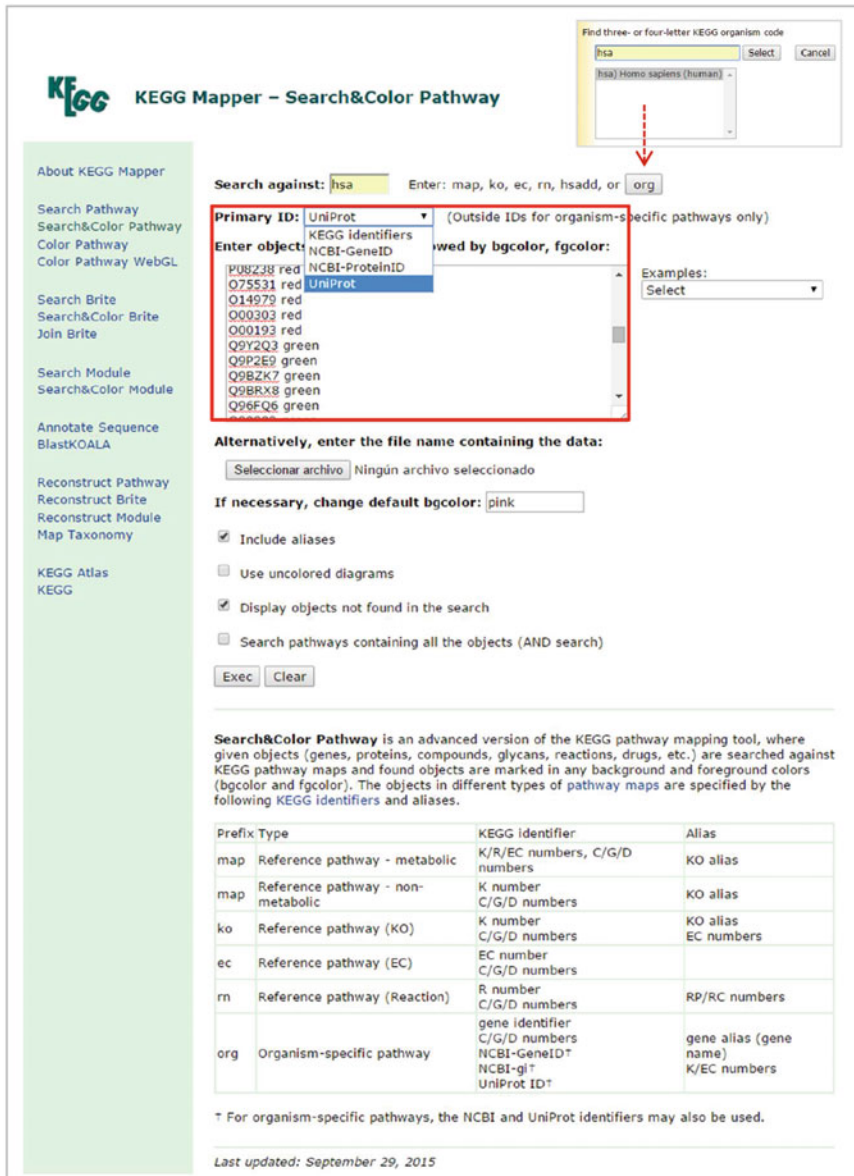 Find three- or four-letter KEGG organism code
hsa
Select
Cancel
hsa) Homo sapiens (human)
KEGG
KEGG Mapper – Search&Color Pathway
About KEGG Mapper
Search Pathway
Search&Color Pathway
Color Pathway
Color Pathway WebGL
Search Brite
Search&Color Brite
Join Brite
Search Module
Search&Color Module
Annotate Sequence
BlastKOALA
Reconstruct Pathway
Reconstruct Brite
Reconstruct Module
Map Taxonomy
KEGG Atlas
KEGG
Search against: hsa Enter: map, ko, ec, rn, hsadd, or org
Primary ID: UniProt (Outside IDs for organism-specific pathways only)
KEGG identifiers
NCBI-GeneID
NCBI-ProteinID
UniProt
Enter objects owed by bgcolor, fgcolor:
P08238 red
O75531 red
O14979 red
O00303 red
O00193 red
Q9Y2Q3 green
Q9P2E9 green
Q9BZK7 green
Q9BRX8 green
Q96FQ6 green
Examples:
Select
Alternatively, enter the file name containing the data:
Seleccionar archivo Ningún archivo seleccionado
If necessary, change default bgcolor: pink
Include aliases
Use uncolored diagrams
Display objects not found in the search
Search pathways containing all the objects (AND search)
Exec Clear
Search&Color Pathway is an advanced version of the KEGG pathway mapping tool, where
given objects (genes, proteins, compounds, glycans, reactions, drugs, etc.) are searched against
KEGG pathway maps and found objects are marked in any background and foreground colors
(bgcolor and fgcolor). The objects in different types of pathway maps are specified by the
following KEGG identifiers and aliases.
Prefix Type KEGG identifier Alias
map Reference pathway - metabolic K/R/EC numbers, C/G/D numbers KO alias
map Reference pathway - non-metabolic K number C/G/D numbers KO alias
ko Reference pathway (KO) K number C/G/D numbers KO alias EC numbers
ec Reference pathway (EC) EC number C/G/D numbers
rn Reference pathway (Reaction) R number C/G/D numbers RP/RC numbers
org Organism-specific pathway gene identifier C/G/D numbers NCBI-GeneID† NCBI-gi† UniProt ID† gene alias (gene name) K/EC numbers
† For organism-specific pathways, the NCBI and UniProt identifiers may also be used.
Last updated: September 29, 2015